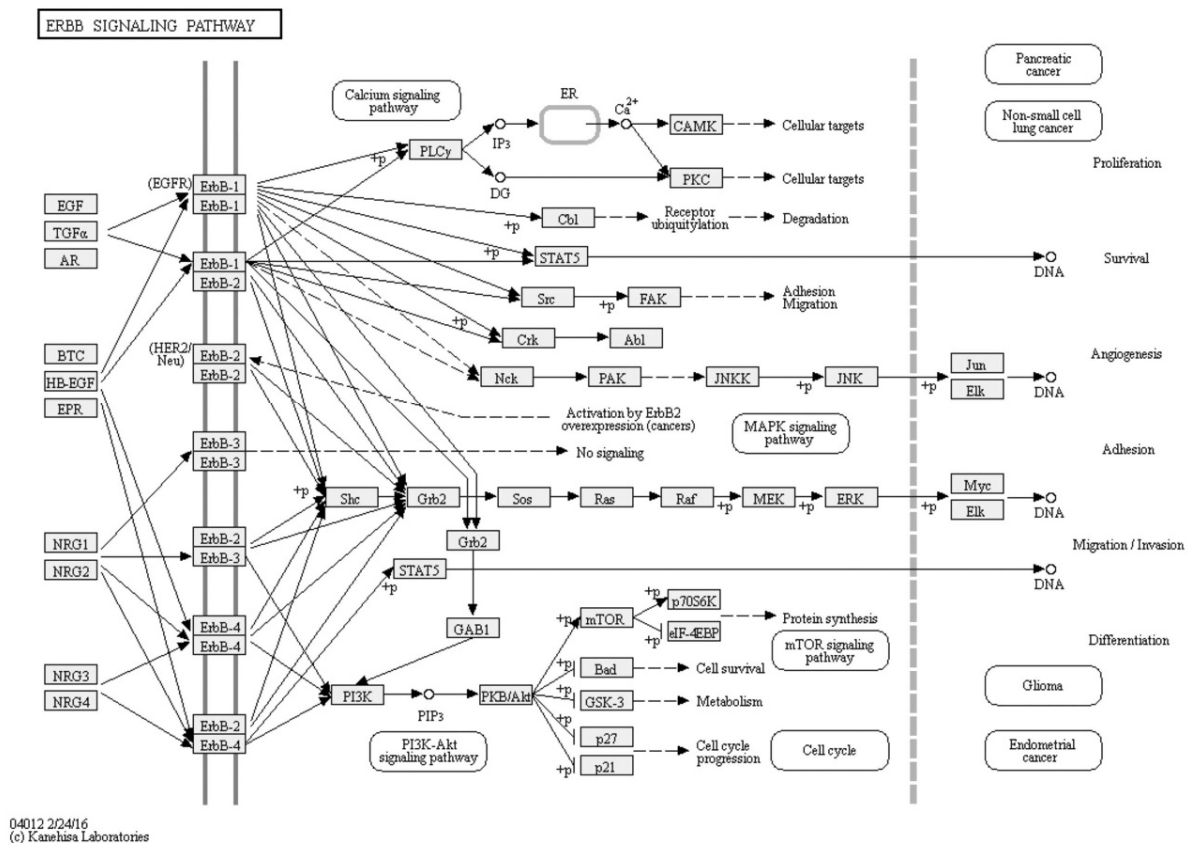 ERBB SIGNALING PATHWAY
Pancreatic
cancer
Non-small cell
lung cancer
Calcium signaling
pathway
ER
Ca2+
IP3
DG
PLCγ
+p
CAMK
Cellular targets
PKC
Cellular targets
Proliferation
(EGFR)
ErbB-1
ErbB-1
EGF
TGFα
AR
Cbl
+p
Receptor
ubiquitylation
Degradation
ErbB-1
ErbB-2
+p
STAT5
DNA
Survival
Src
+p
FAK
Adhesion
Migration
+p
Crk
Abl
BTC
HB-EGF
EPR
(HER2/
Neu)
ErbB-2
ErbB-2
Nck
PAK
JNKK
+p
JNK
+p
Jun
Elk
DNA
Angiogenesis
Activation by ErbB2
overexpression (cancers)
MAPK signaling
pathway
ErbB-3
ErbB-3
No signaling
Adhesion
+p
Shc
Grb2
Sos
Ras
Raf
+p
MEK
+p
ERK
+p
Myc
Elk
DNA
NRG1
NRG2
ErbB-2
ErbB-3
Grb2
Migration / Invasion
+p
STAT5
DNA
ErbB-4
ErbB-4
GAB1
+p
mTOR
+p
p70S6K
+p
eIF-4EBP
Protein synthesis
mTOR signaling
pathway
Differentiation
NRG3
NRG4
ErbB-2
ErbB-4
PI3K
PIP3
PKB/Akt
+p
Bad
Cell survival
+p
GSK-3
Metabolism
+p
p27
+p
p21
Cell cycle
progression
Cell cycle
PI3K-Akt
signaling pathway
Glioma
Endometrial
cancer
04012 2/24/16
(c) Kanehisa Laboratories